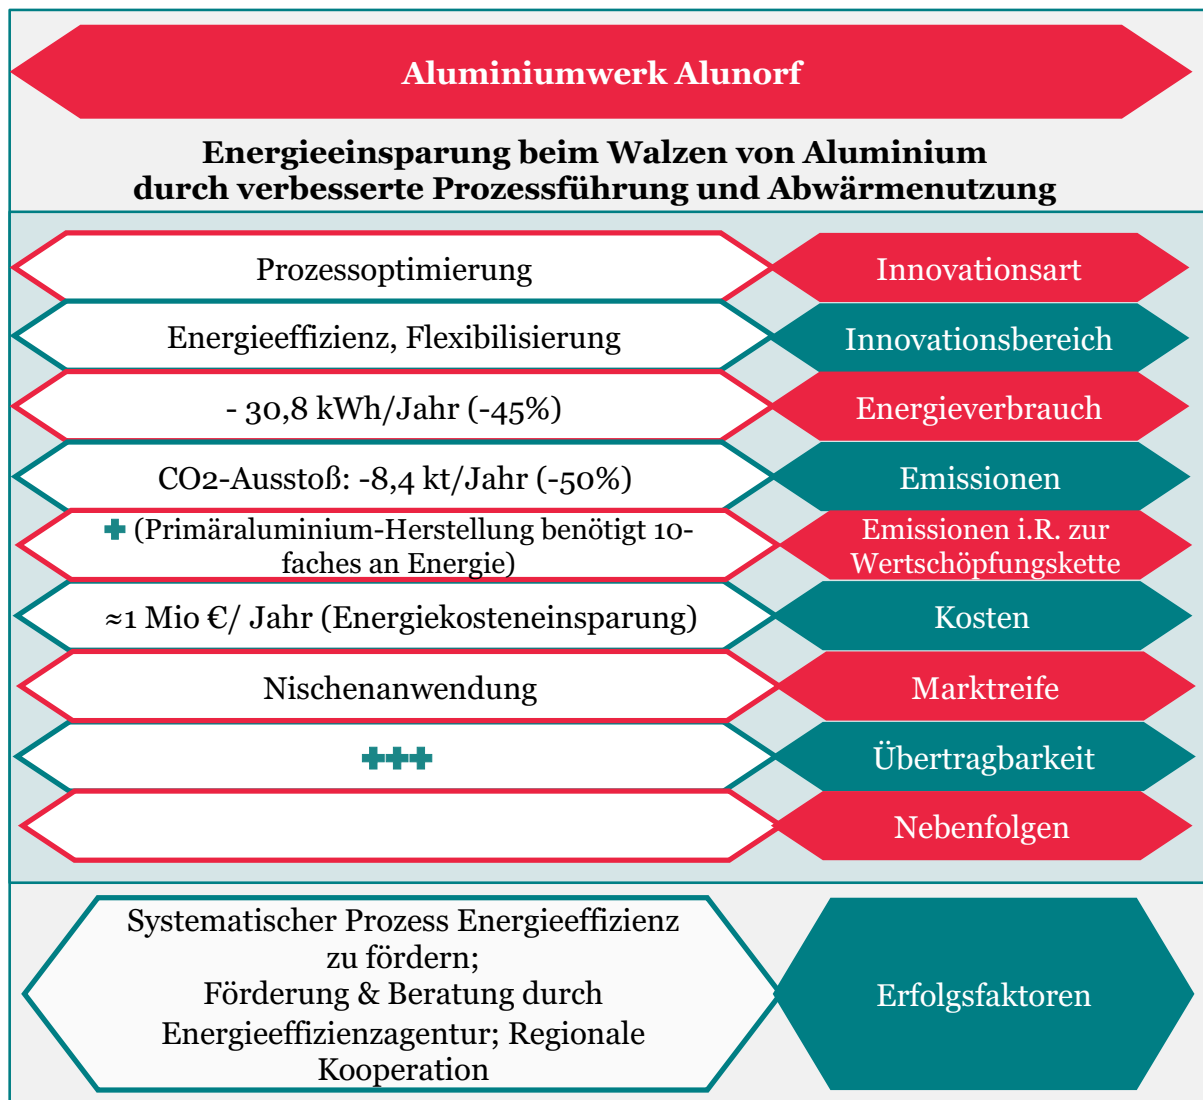 Aluminiumwerk Alunorf
Energieeinsparung beim Walzen von Aluminium
durch verbesserte Prozessführung und Abwärmenutzung
Prozessoptimierung
Innovationsart
Energieeffizienz, Flexibilisierung
Innovationsbereich
- 30,8 kWh/Jahr (-45%)
Energieverbrauch
CO2-Ausstoß: -8,4 kt/Jahr (-50%)
Emissionen
✚ (Primäraluminium-Herstellung benötigt 10-
faches an Energie)
Emissionen i.R. zur
Wertschöpfungskette
≈1 Mio €/ Jahr (Energiekosteneinsparung)
Kosten
Nischenanwendung
Marktreife
✚✚✚
Übertragbarkeit
Nebenfolgen
Systematischer Prozess Energieeffizienz
zu fördern;
Förderung & Beratung durch
Energieeffizienzagentur; Regionale
Kooperation
Erfolgsfaktoren